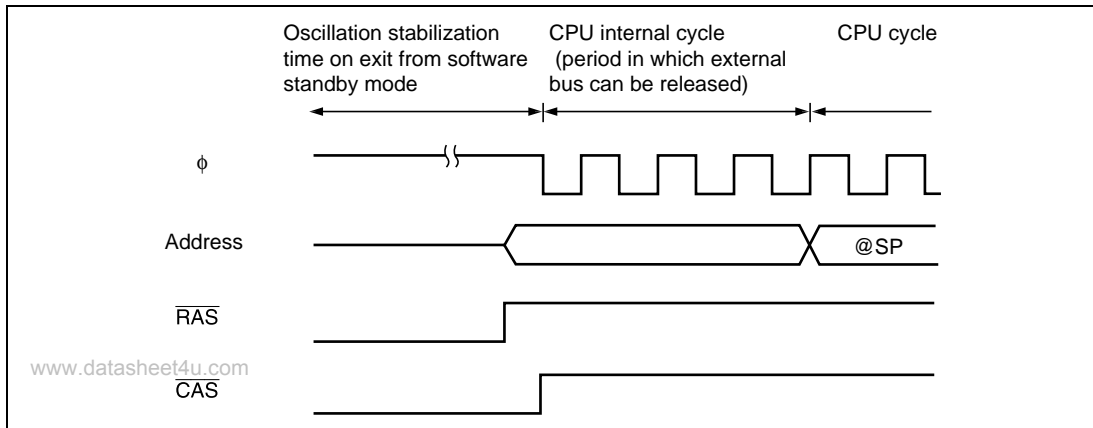 Oscillation stabilization
time on exit from software
standby mode
CPU internal cycle
(period in which external
bus can be released)
CPU cycle
φ
Address
@SP
RAS
www.datasheet4u.com
CAS